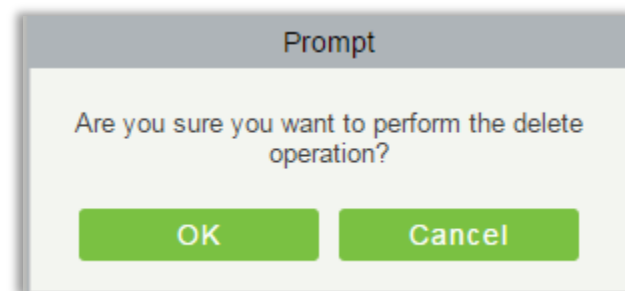 Prompt
Are you sure you want to perform the delete
operation?
OK
Cancel